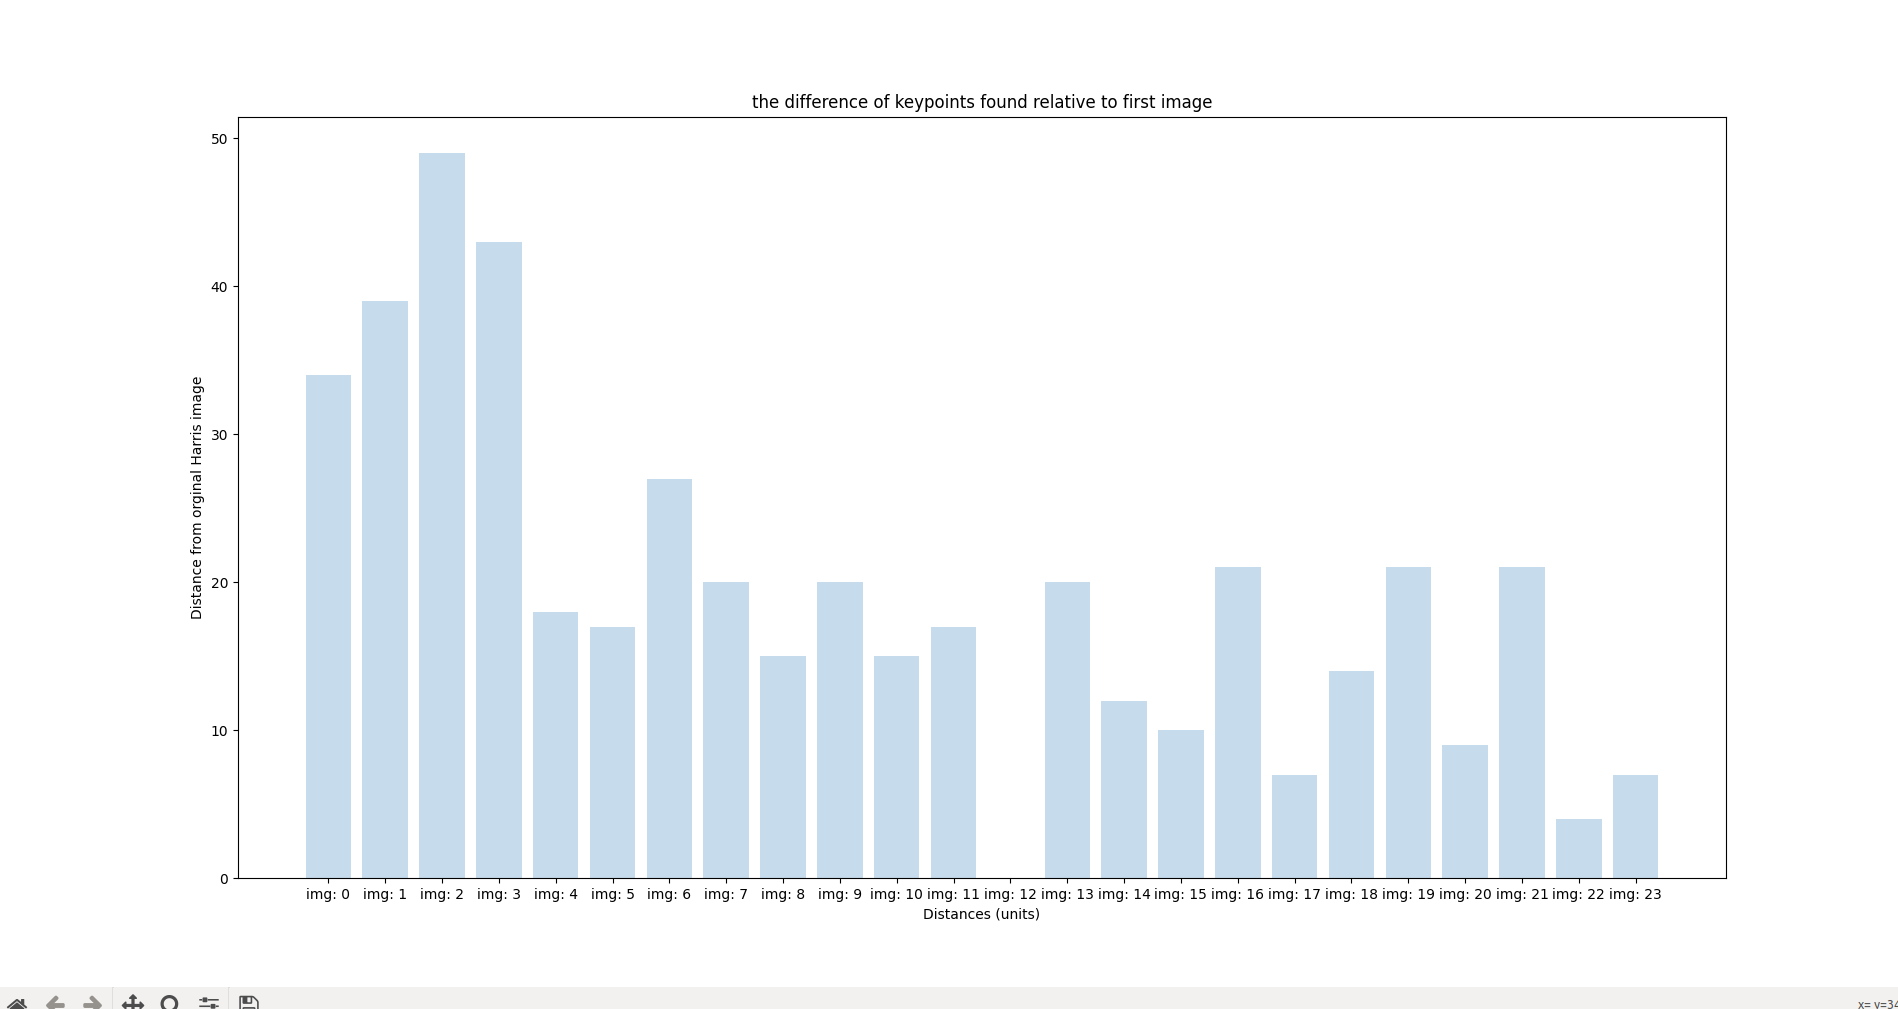 the difference of keypoints found relative to first image
50
40
30
20
10
0
Distance from orginal Harris image
img: 0 img: 1 img: 2 img: 3 img: 4 img: 5 img: 6 img: 7 img: 8 img: 9 img: 10 img: 11 img: 12 img: 13 img: 14 img: 15 img: 16 img: 17 img: 18 img: 19 img: 20 img: 21 img: 22 img: 23
Distances (units)
x= y=34